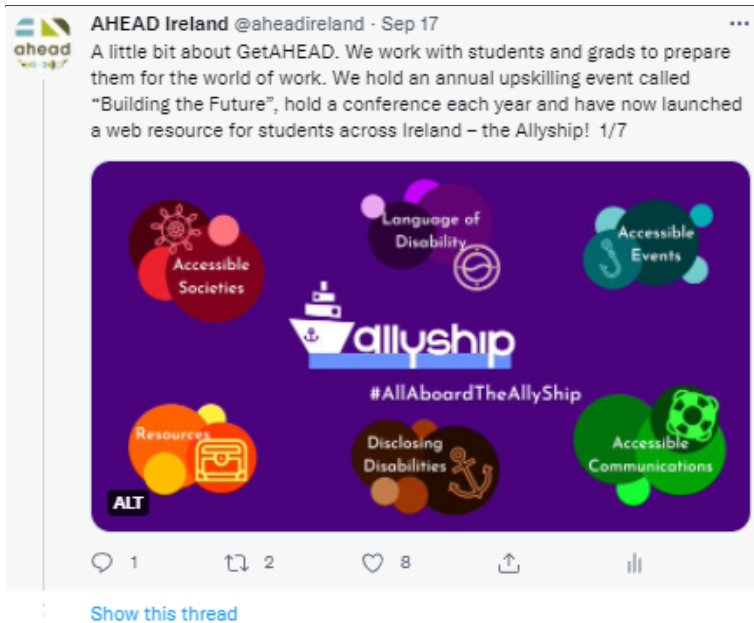 AHEAD Ireland @aheadireland · Sep 17
ahead
A little bit about GetAHEAD. We work with students and grads to prepare
them for the world of work. We hold an annual upskilling event called
“Building the Future”, hold a conference each year and have now launched
a web resource for students across Ireland – the Allyship! 1/7
Accessible
Societies
Language of
Disability
Accessible
Events
allyship
#AllAboardTheAllyShip
Resources
Disclosing
Disabilities
Accessible
Communications
ALT
1
2
8
Show this thread